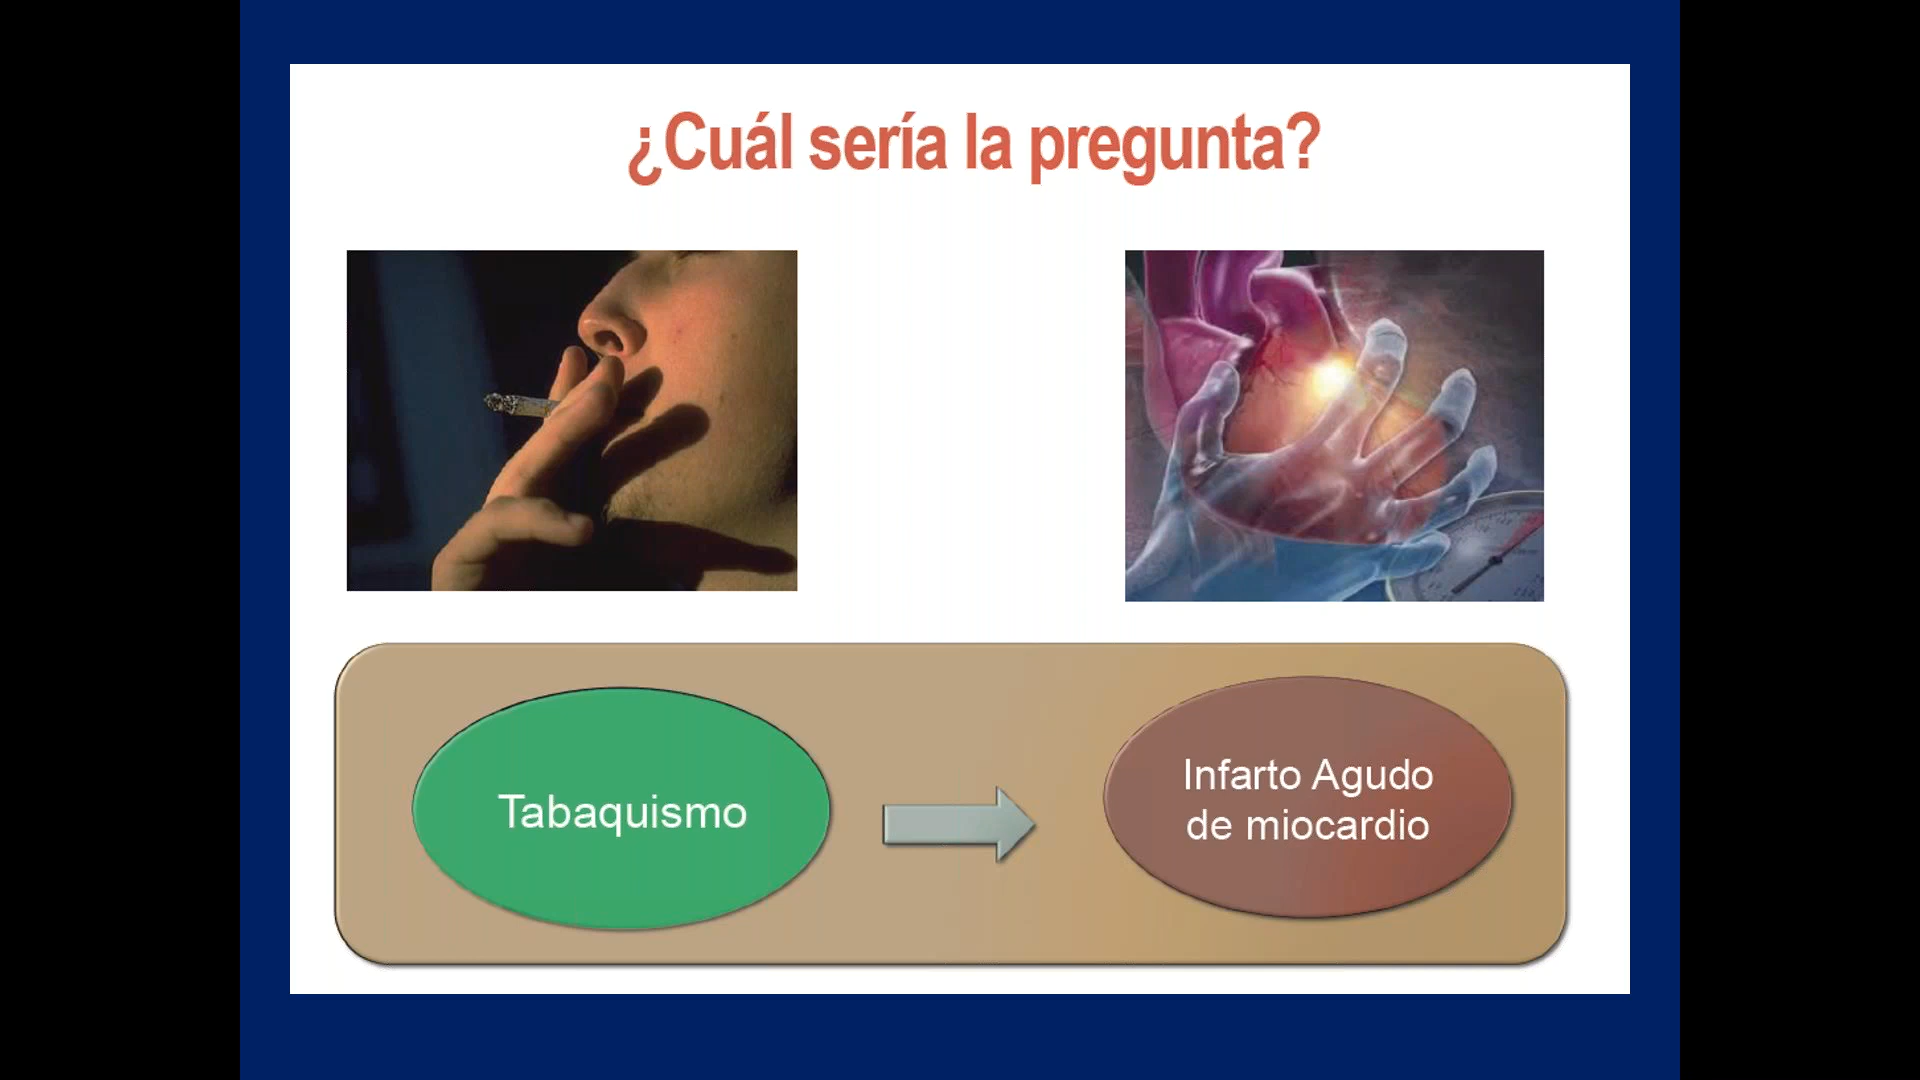 ¿Cuál sería la pregunta?
Tabaquismo
Infarto Agudo
de miocardio